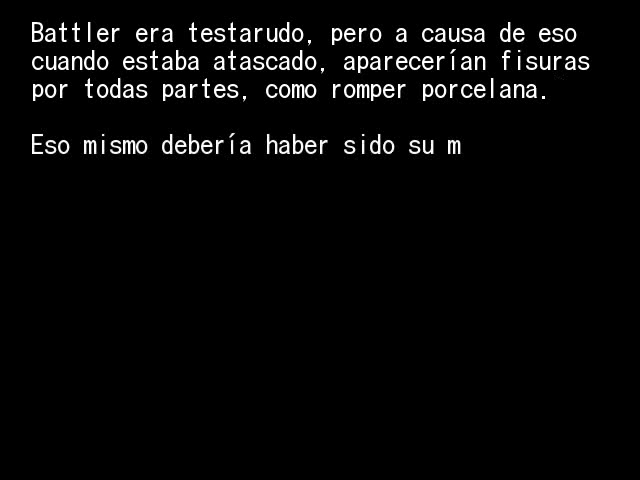 Battler era testarudo, pero a causa de eso
cuando estaba atascado, aparecerían fisuras
por todas partes, como romper porcelana.
Eso mismo debería haber sido su m